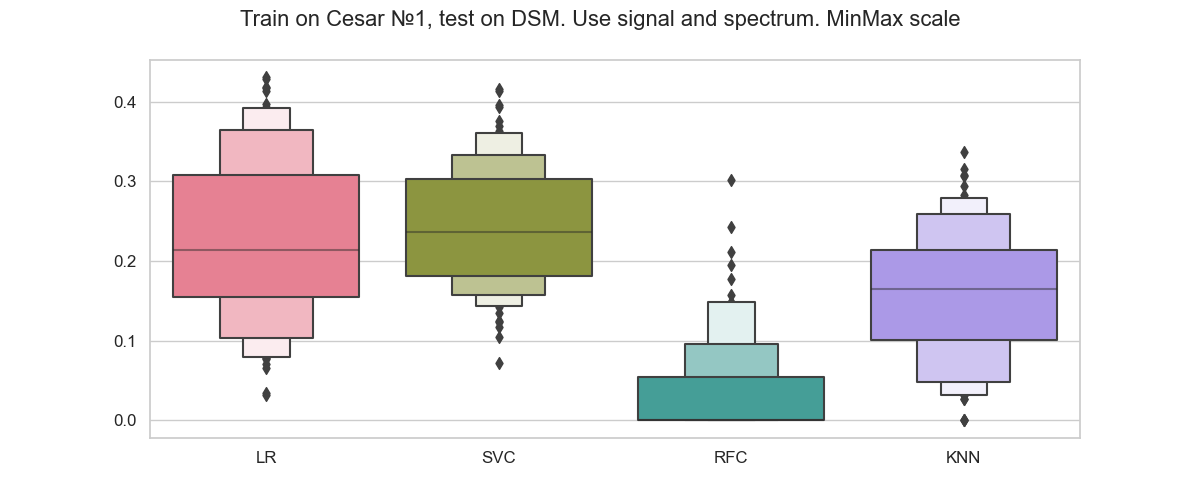 Train on Cesar №1, test on DSM. Use signal and spectrum. MinMax scale
0.4
0.3
0.2
0.1
0.0
LR SVC RFC KNN